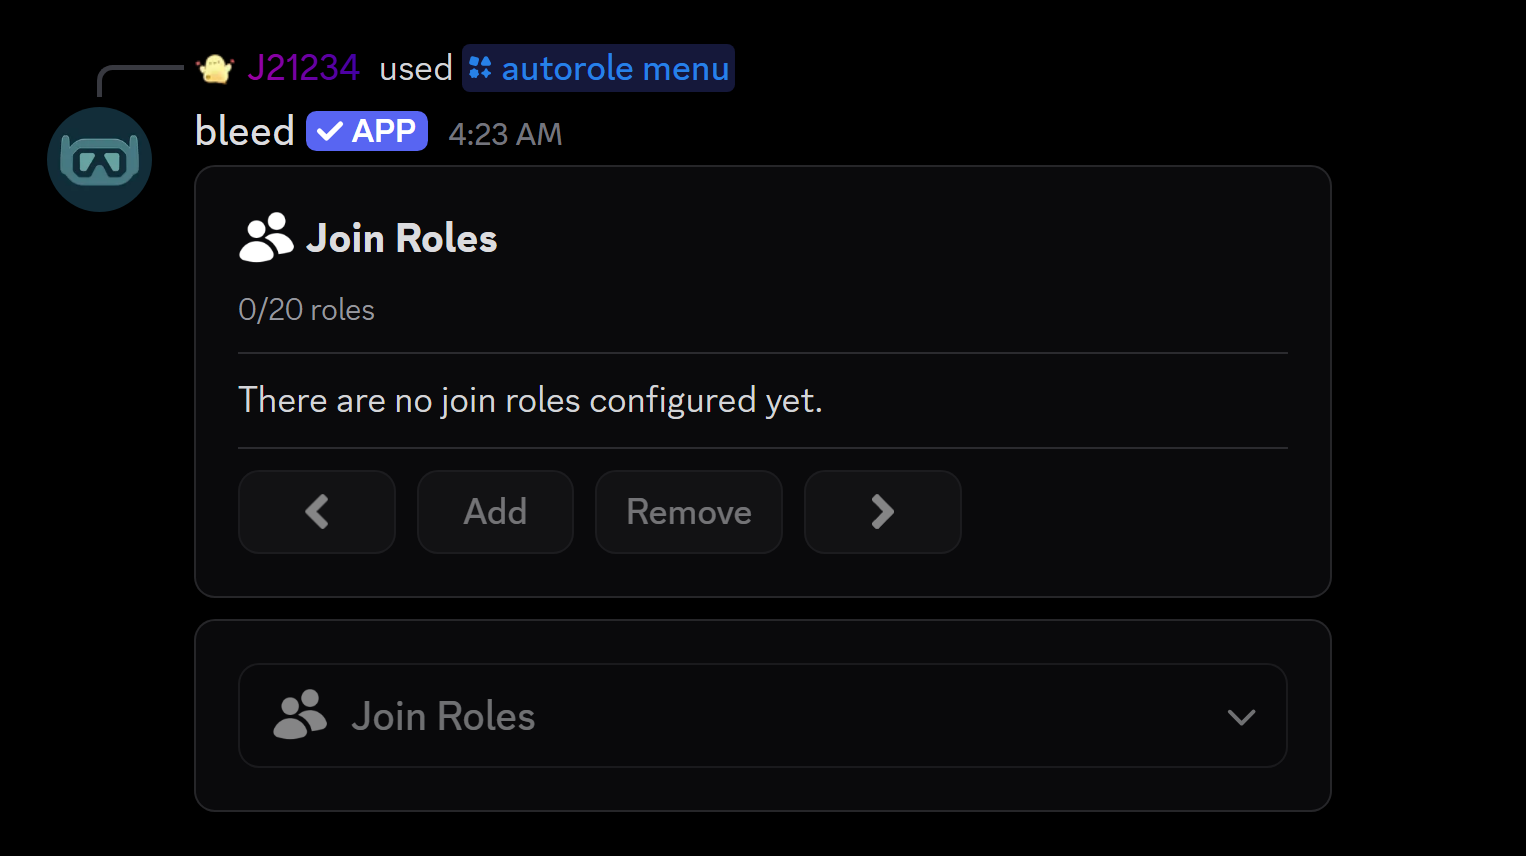 J21234 used autorole menu
bleed APP 4:23 AM
Join Roles
0/20 roles
There are no join roles configured yet.
Add Remove
Join Roles